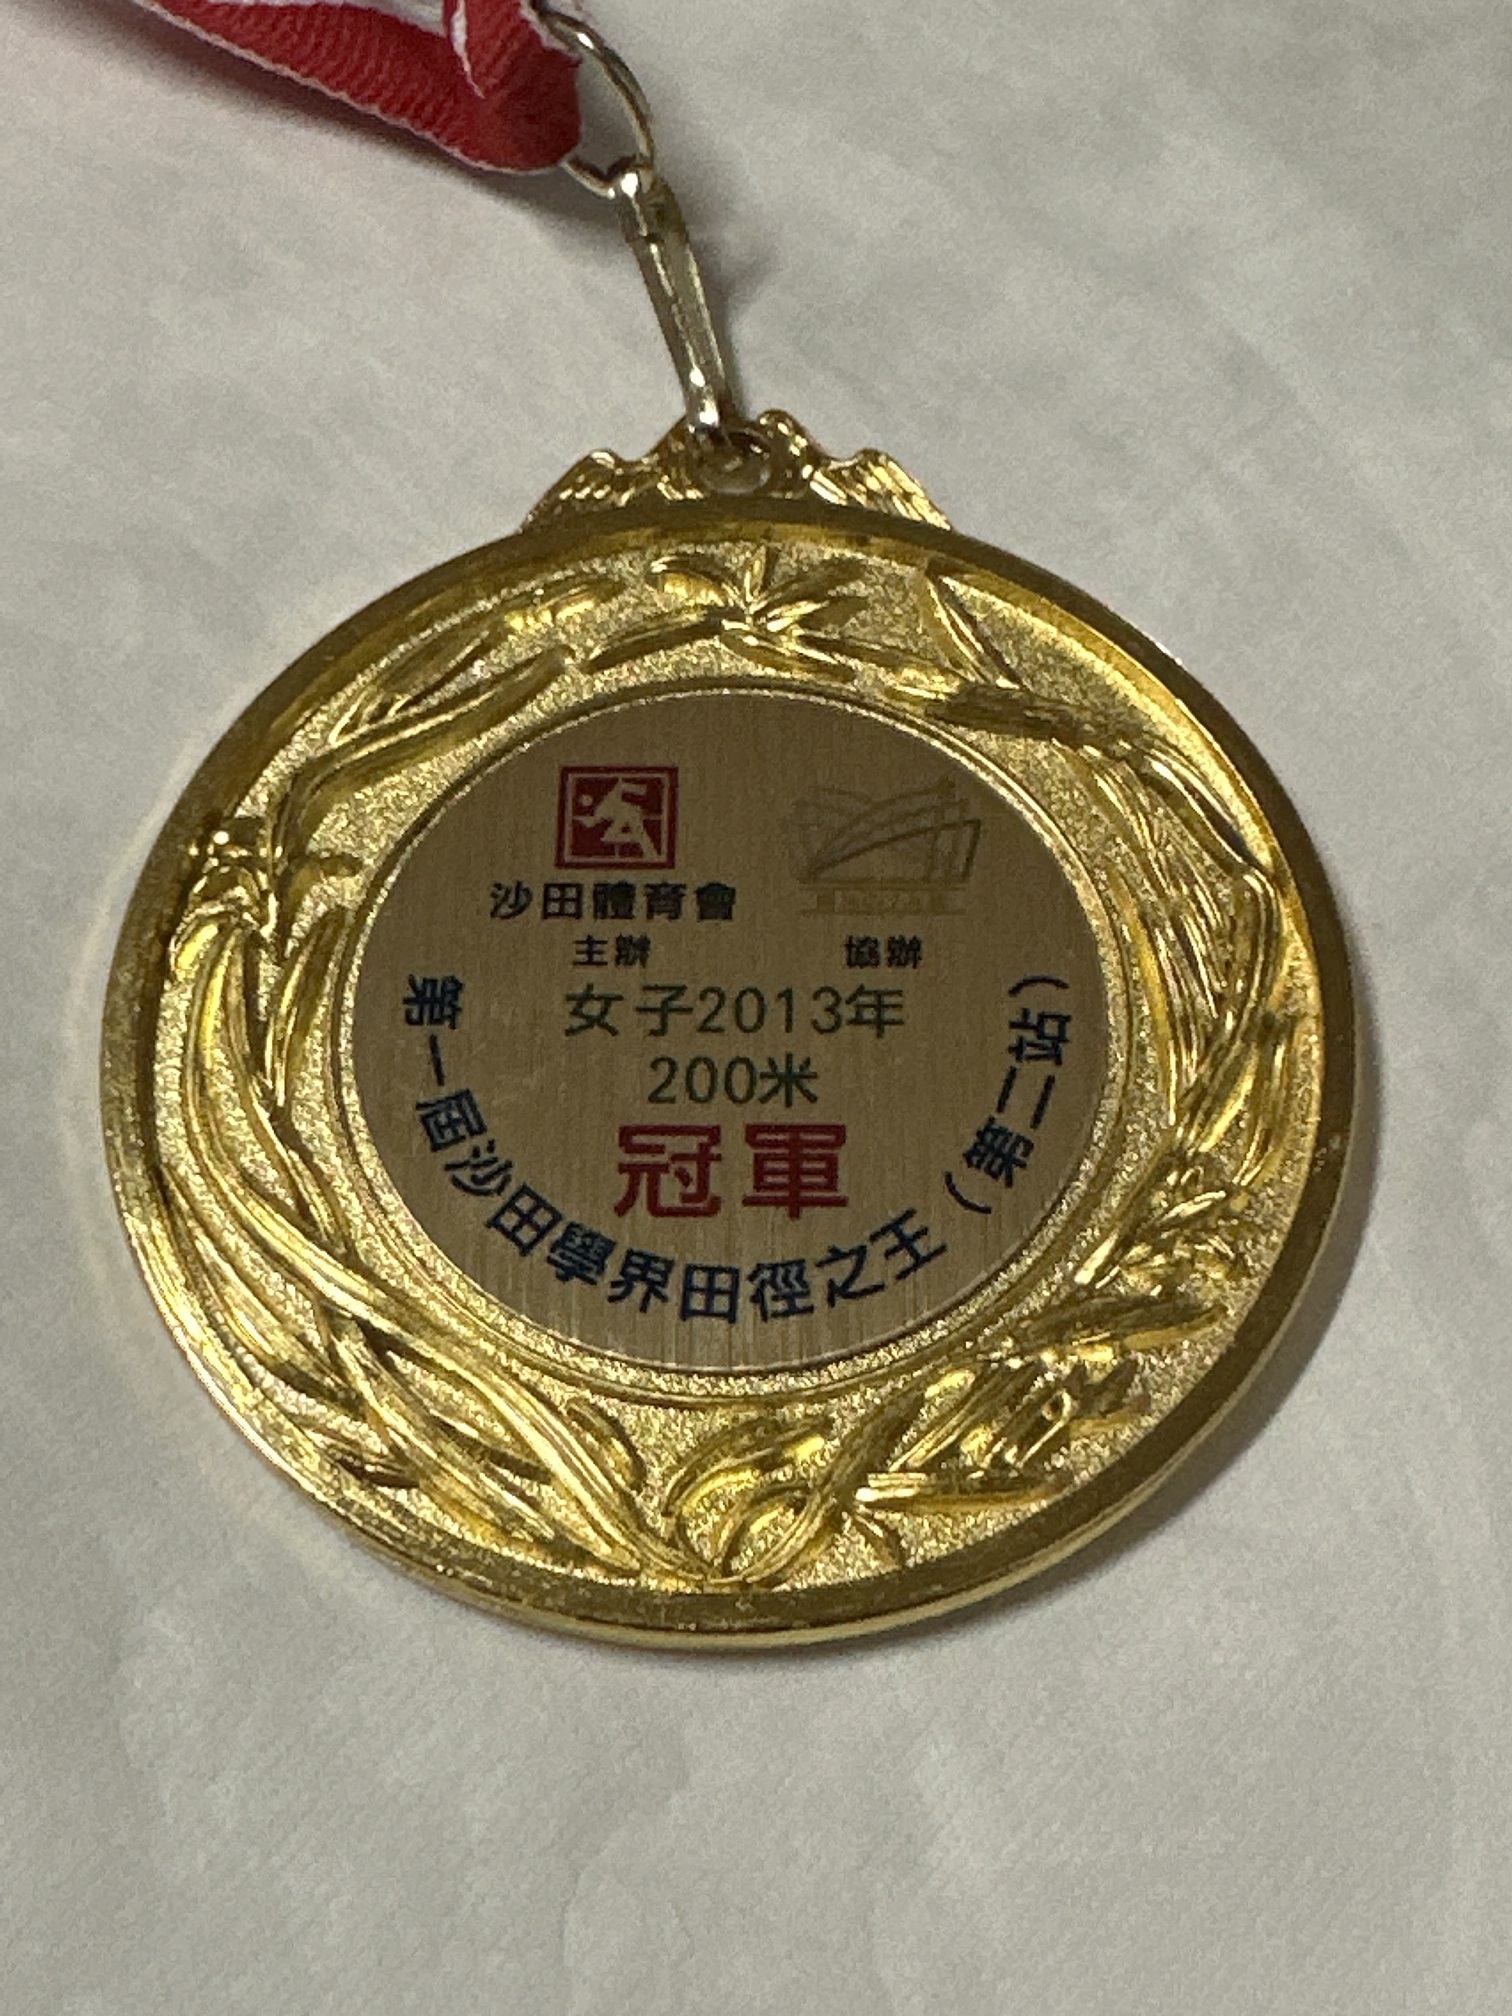 沙田體育會
主辦
協辦
女子2013年
200米
冠軍
第一屆沙田學界田徑之王（第二站）